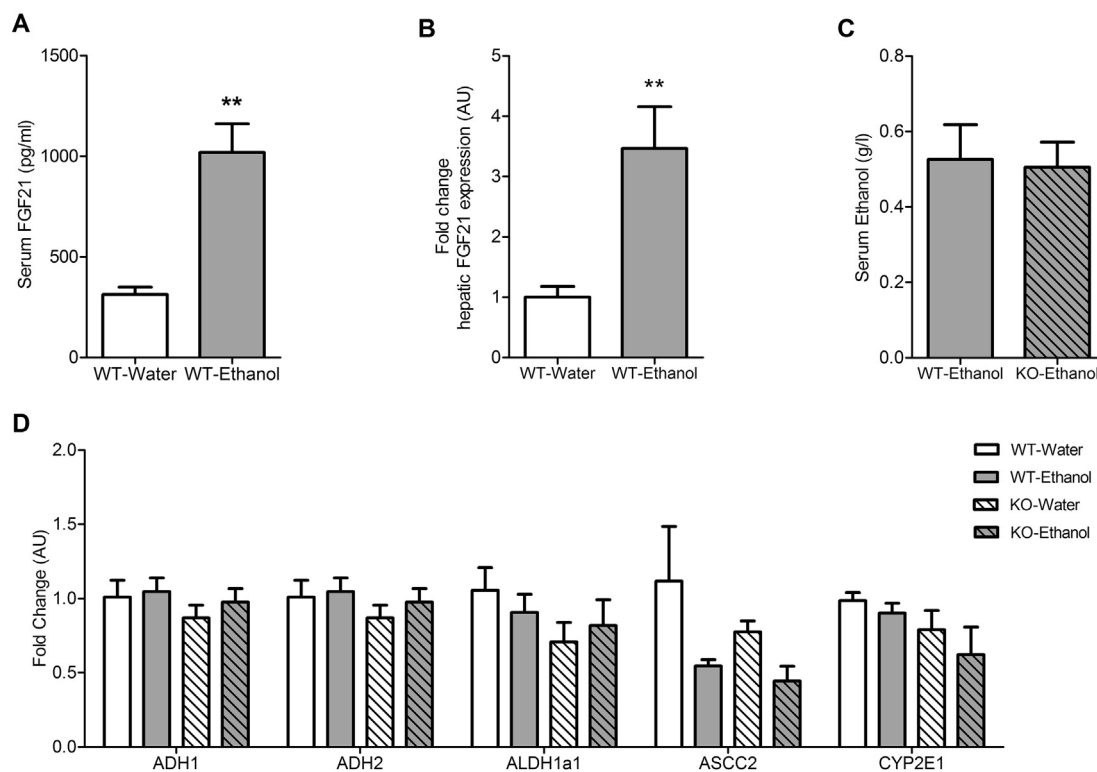 A
1500
1000
500
0
Serum FGF21 (pg/ml)
**
WT-Water WT-Ethanol
B
5
4
3
2
1
0
Fold change
hepatic FGF21 expression (AU)
**
WT-Water WT-Ethanol
C
0.8
0.6
0.4
0.2
0.0
Serum Ethanol (g/l)
WT-Ethanol KO-Ethanol
D
2.0
1.5
1.0
0.5
0.0
Fold Change (AU)
ADH1 ADH2 ALDH1a1 ASCC2 CYP2E1
WT-Water
WT-Ethanol
KO-Water
KO-Ethanol